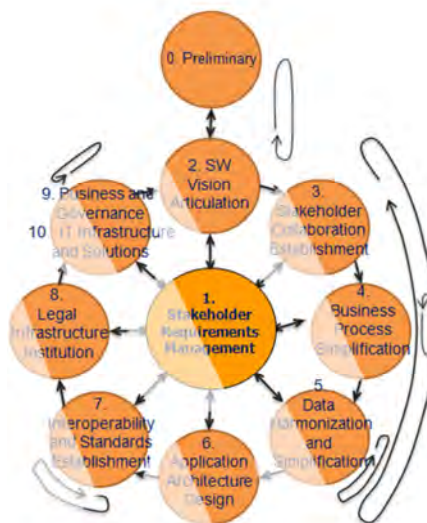 0. Preliminary
2. SW
Vision
Articulation
3.
Stakeholder
Collaboration
Establishment
4.
Business
Process
Simplification
5.
Data
Harmonization
and
Simplification
6.
Application
Architecture
Design
7.
Interoperability
and Standards
Establishment
8.
Legal
Infrastructure
Institution
9. Business and
Governance
10. IT Infrastructure
and Solutions
1.
Stakeholder
Requirements
Management